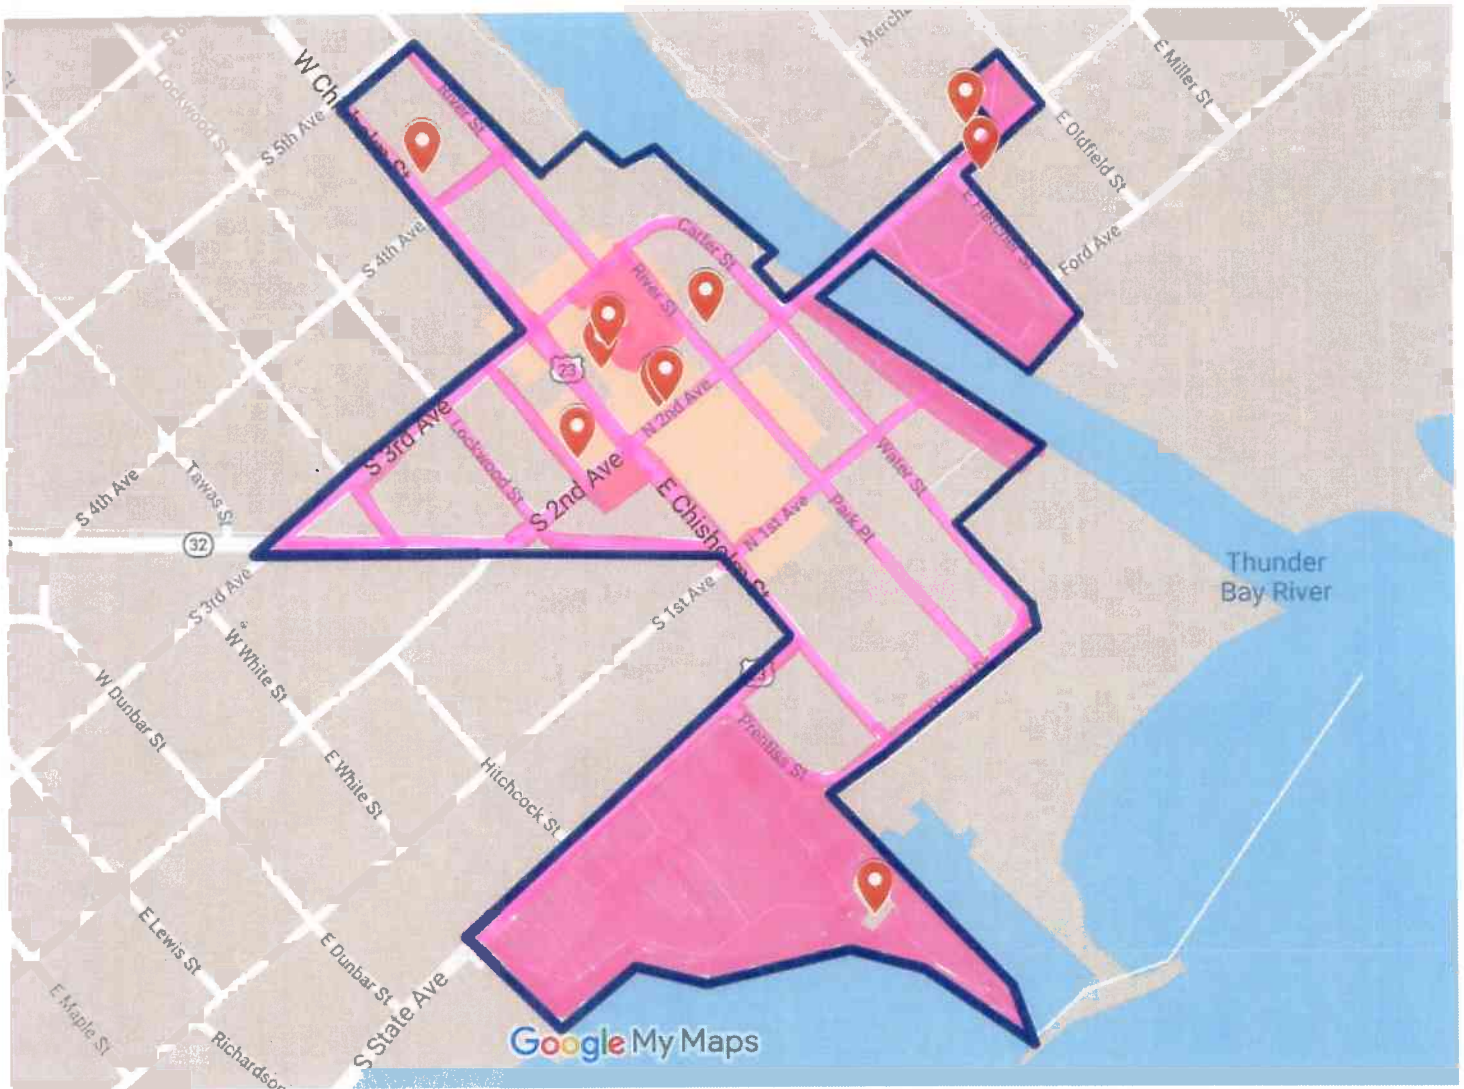 Merch
E Miller St
W Ch
holm St
River St
Lockwood St
S 5th Ave
E Oldfield St
S 4th Ave
E Fletcher St
Ford Ave
Carter St
River St
23
N 2nd Ave
S 3rd Ave
Lockwood St
S 2nd Ave
Water St
S 4th Ave
Tawas St
E Chisholm St
N 1st Ave
Park Pl
32
Thunder
Bay River
S 3rd Ave
S 1st Ave
W White St
W Dunbar St
Prentiss St
E White St
Hitchcock St
E Lewis St
E Dunbar St
S State Ave
E Maple St
Richardson
Google My Maps